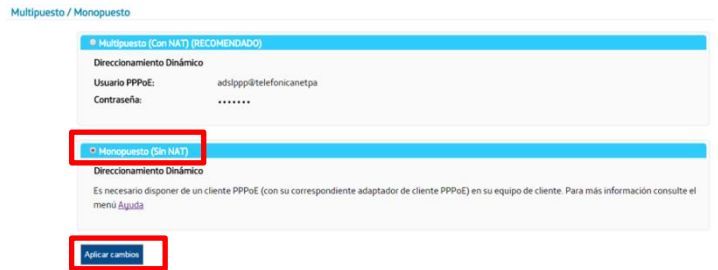 Multipuesto / Monopuesto
Multipuesto (Con NAT) (RECOMENDADO)
Direccionamiento Dinámico
Usuario PPPoE: adslppp@telefonicanetpa
Contraseña: •••••••
Monopuesto (Sin NAT)
Direccionamiento Dinámico
Es necesario disponer de un cliente PPPoE (con su correspondiente adaptador de cliente PPPoE) en su equipo de cliente. Para más información consulte el
menú Ayuda
Aplicar cambios